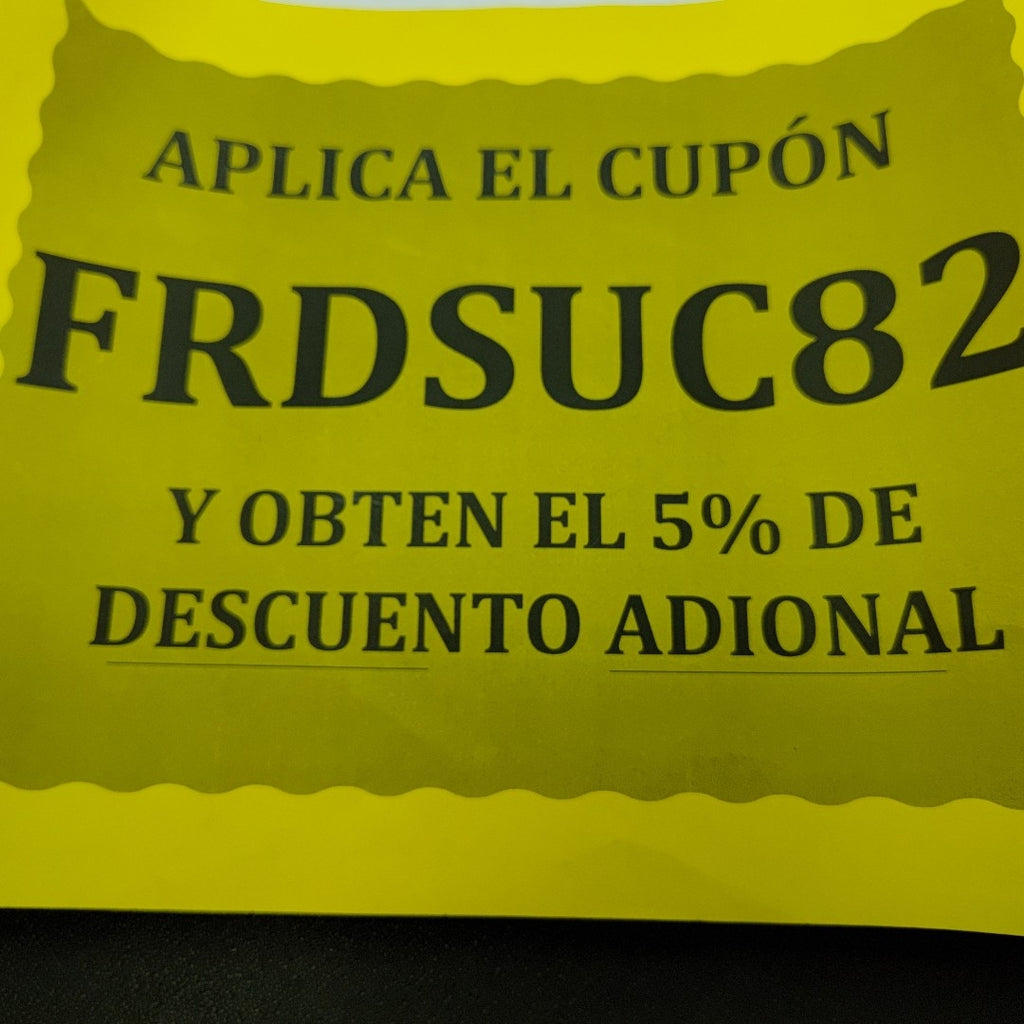 APLICA EL CUPÓN
FRDSUC82
Y OBTEN EL 5% DE
DESCUENTO ADIONAL